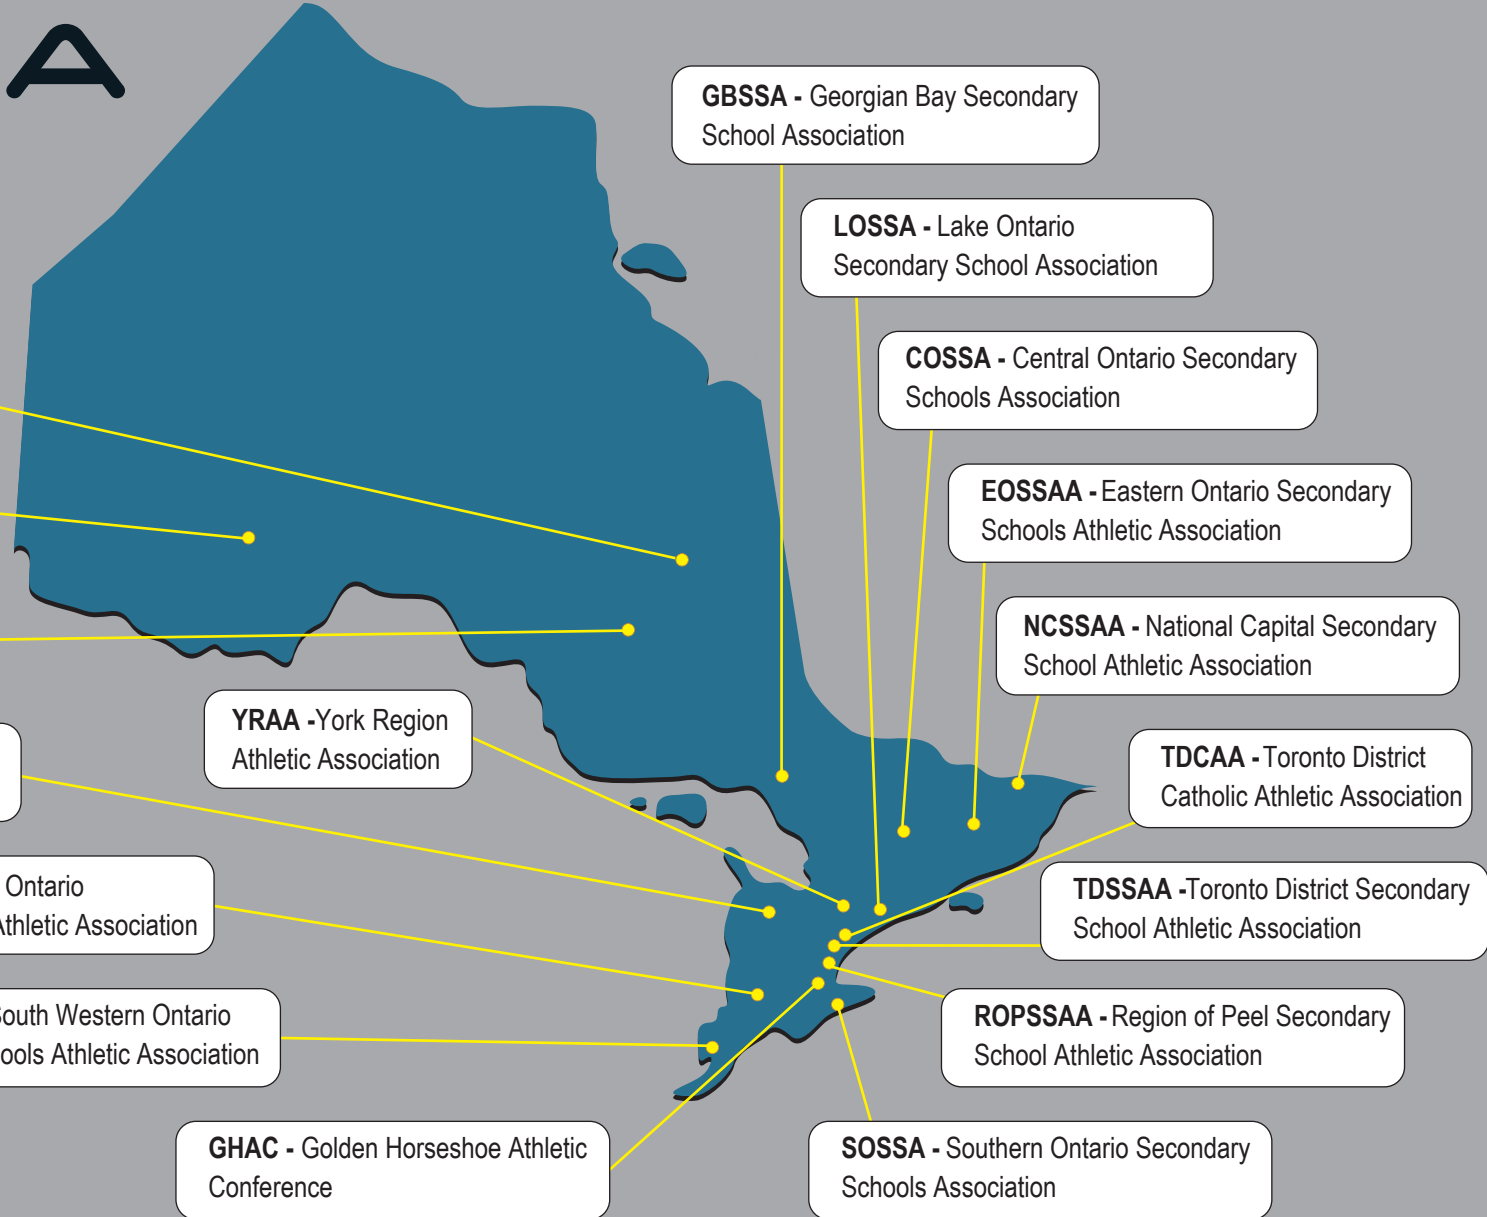 A
GBSSA - Georgian Bay Secondary
School Association
LOSSA - Lake Ontario
Secondary School Association
COSSA - Central Ontario Secondary
Schools Association
EOSSAA - Eastern Ontario Secondary
Schools Athletic Association
NCSSAA - National Capital Secondary
School Athletic Association
YRAA -York Region
Athletic Association
TDCAA - Toronto District
Catholic Athletic Association
Ontario
Athletic Association
TDSSAA -Toronto District Secondary
School Athletic Association
South Western Ontario
ools Athletic Association
ROPSSAA - Region of Peel Secondary
School Athletic Association
GHAC - Golden Horseshoe Athletic
Conference
SOSSA - Southern Ontario Secondary
Schools Association